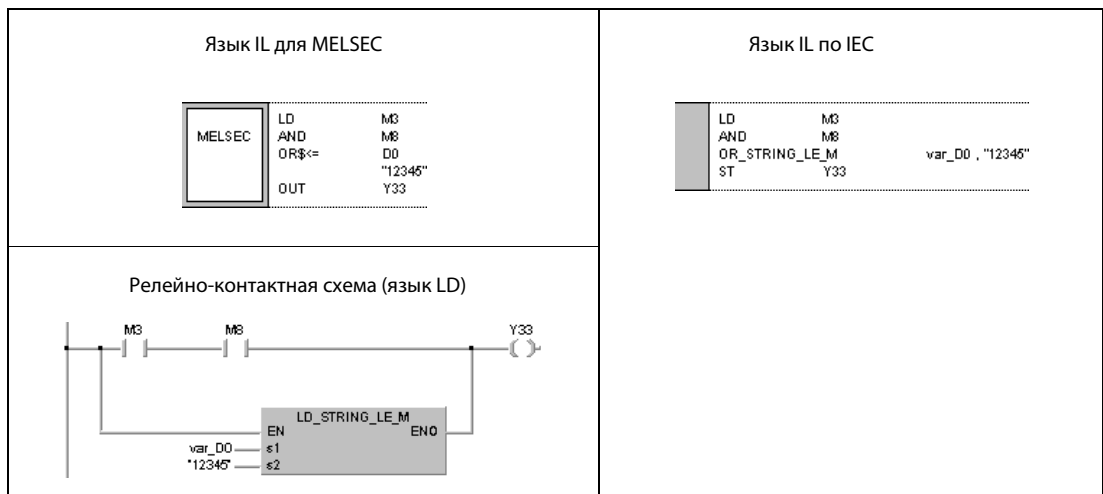 Язык IL для MELSEC
MELSEC
LD M3
AND M8
OR$<= D0
"12345"
OUT Y33
Язык IL по IEC
LD M3
AND M8
OR_STRING_LE_M var_D0 , "12345"
ST Y33
Релейно-контактная схема (язык LD)
M3 M8 Y33
LD_STRING_LE_M
EN ENO
var_D0 s1
"12345" s2